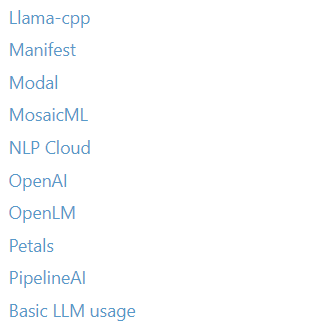 Llama-cpp
Manifest
Modal
MosaicML
NLP Cloud
OpenAI
OpenLM
Petals
PipelineAI
Basic LLM usage